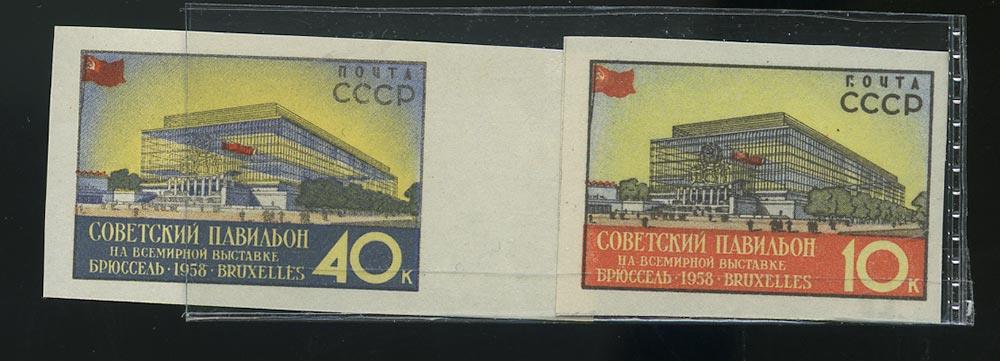 ПОЧТА
СССР
СОВЕТСКИЙ ПАВИЛЬОН
НА ВСЕМИРНОЙ ВЫСТАВКЕ
БРЮССЕЛЬ · 1958 · BRUXELLES
40 К
ПОЧТА
СССР
СОВЕТСКИЙ ПАВИЛЬОН
НА ВСЕМИРНОЙ ВЫСТАВКЕ
БРЮССЕЛЬ · 1958 · BRUXELLES
10 К